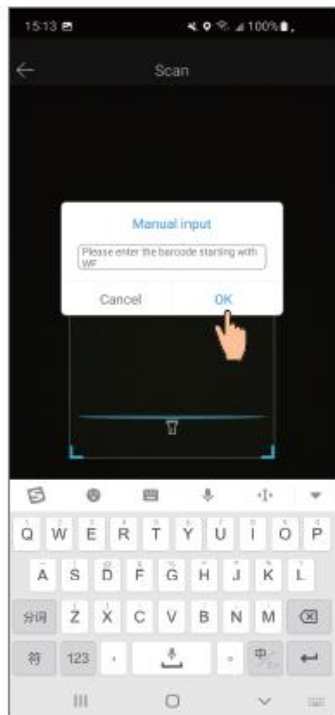 15:13
100%
Scan
Manual input
Please enter the barcode starting with
WF
Cancel
OK
Q W E R T Y U I O P
A S D F G H J K L
分词 Z X C V B N M
符 123 , 。 中